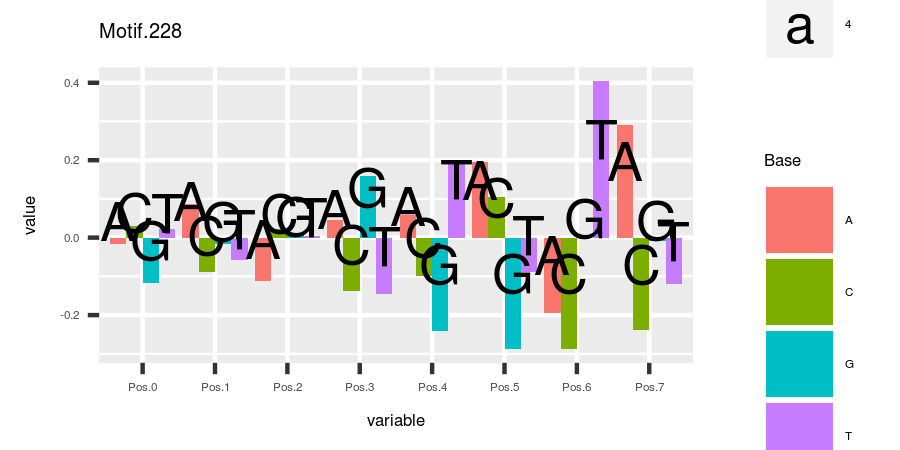 Motif.228
a 4
value
0.4
0.2
0.0
-0.2
A C G T A C G T A C G T A C G T A C G T A C G T A C G T A C G T
Pos.0 Pos.1 Pos.2 Pos.3 Pos.4 Pos.5 Pos.6 Pos.7
variable
Base
A
C
G
T